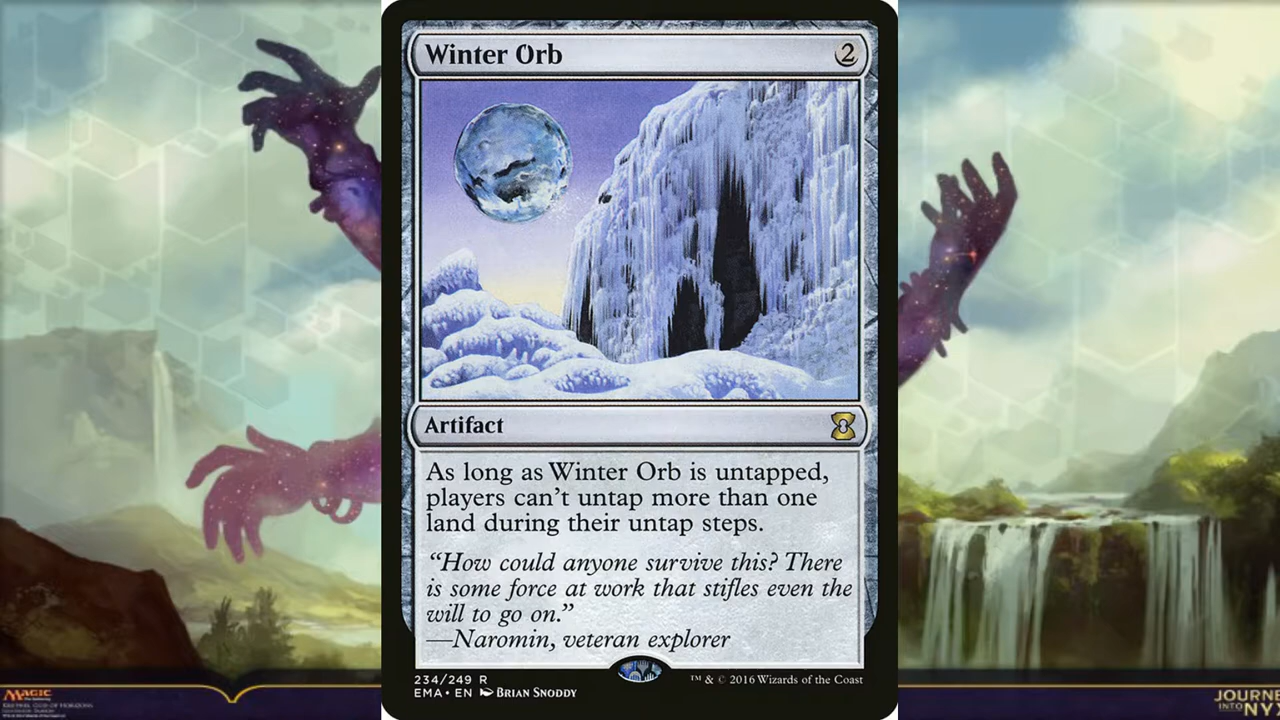 Winter Orb 2
Artifact
As long as Winter Orb is untapped,
players can't untap more than one
land during their untap steps.
“How could anyone survive this? There
is some force at work that stifles even the
will to go on.”
—Naromin, veteran explorer
234/249 R
EMA • EN BRIAN SNODDY
™ & © 2016 Wizards of the Coast
MAGIC
JOURNE
INTO NY